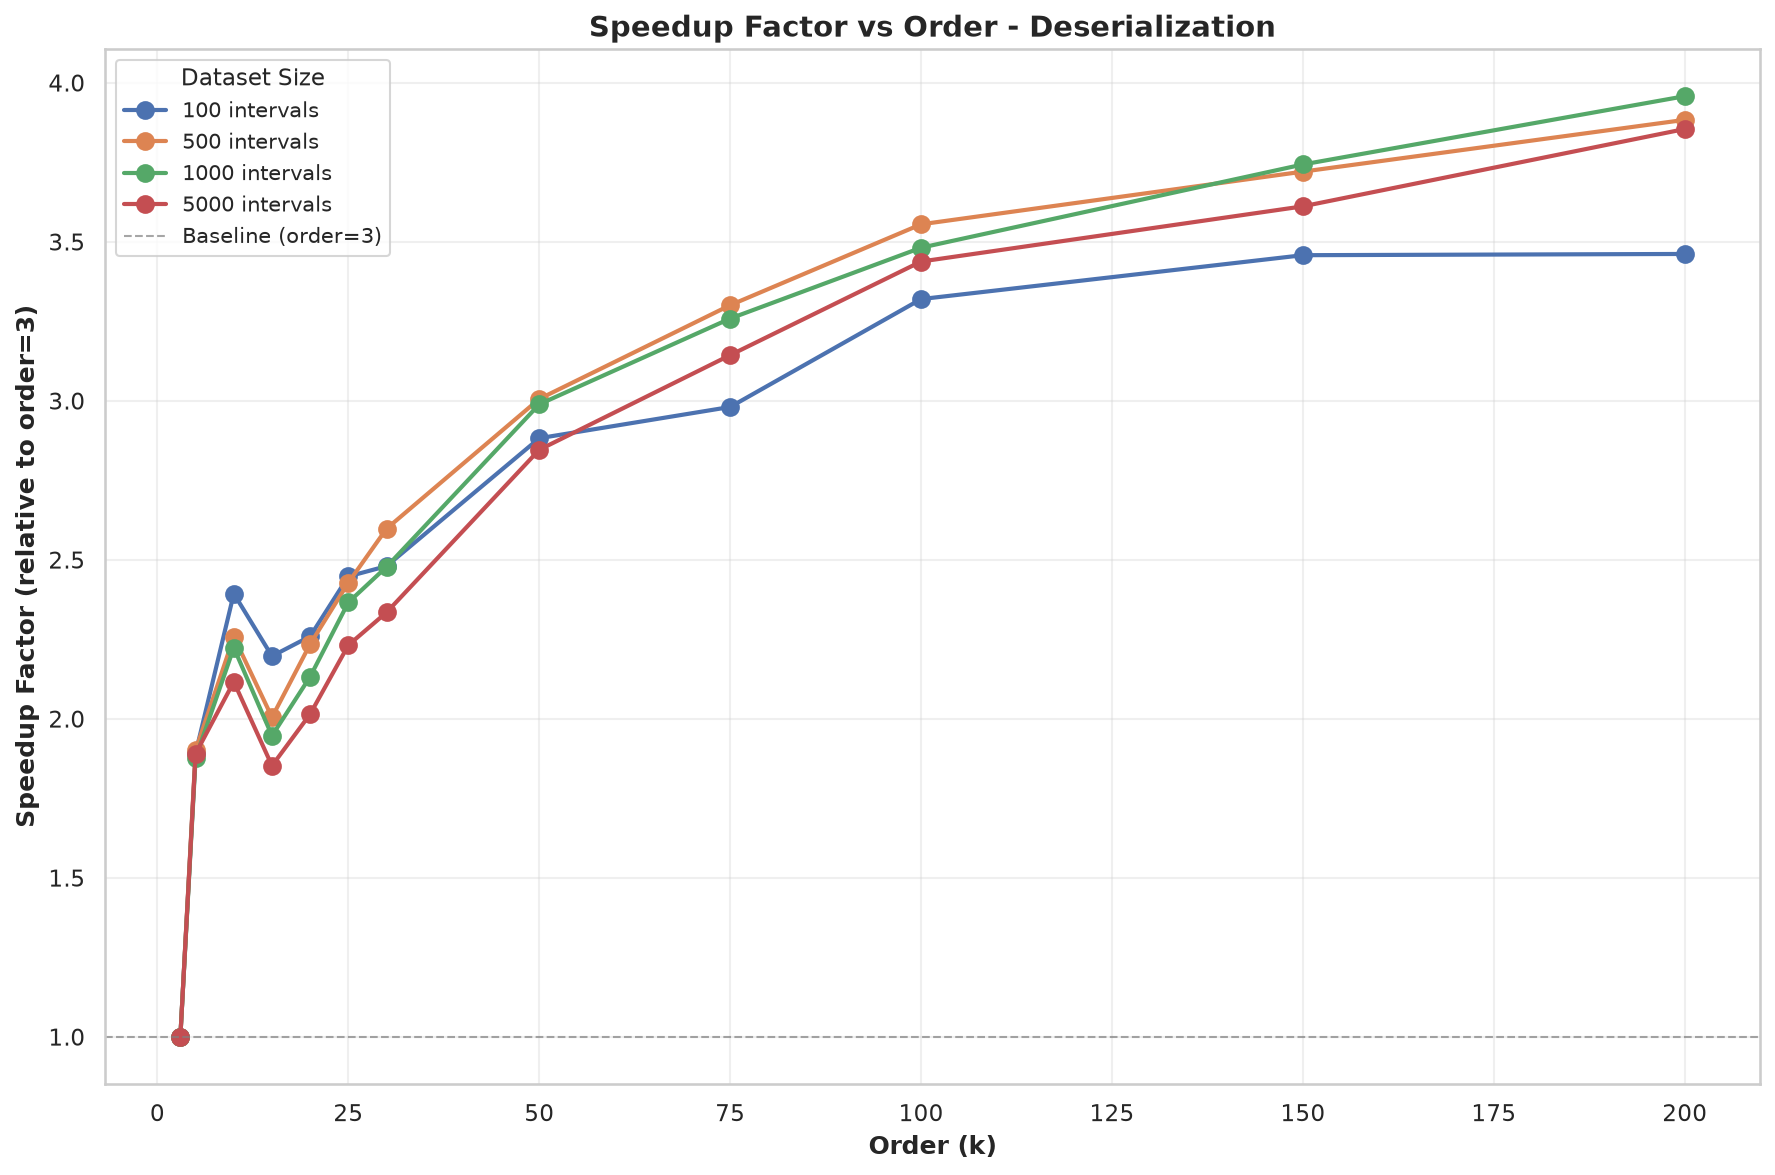 Speedup Factor vs Order - Deserialization
Dataset Size
100 intervals
500 intervals
1000 intervals
5000 intervals
Baseline (order=3)
Speedup Factor (relative to order=3)
4.0
3.5
3.0
2.5
2.0
1.5
1.0
0 25 50 75 100 125 150 175 200
Order (k)